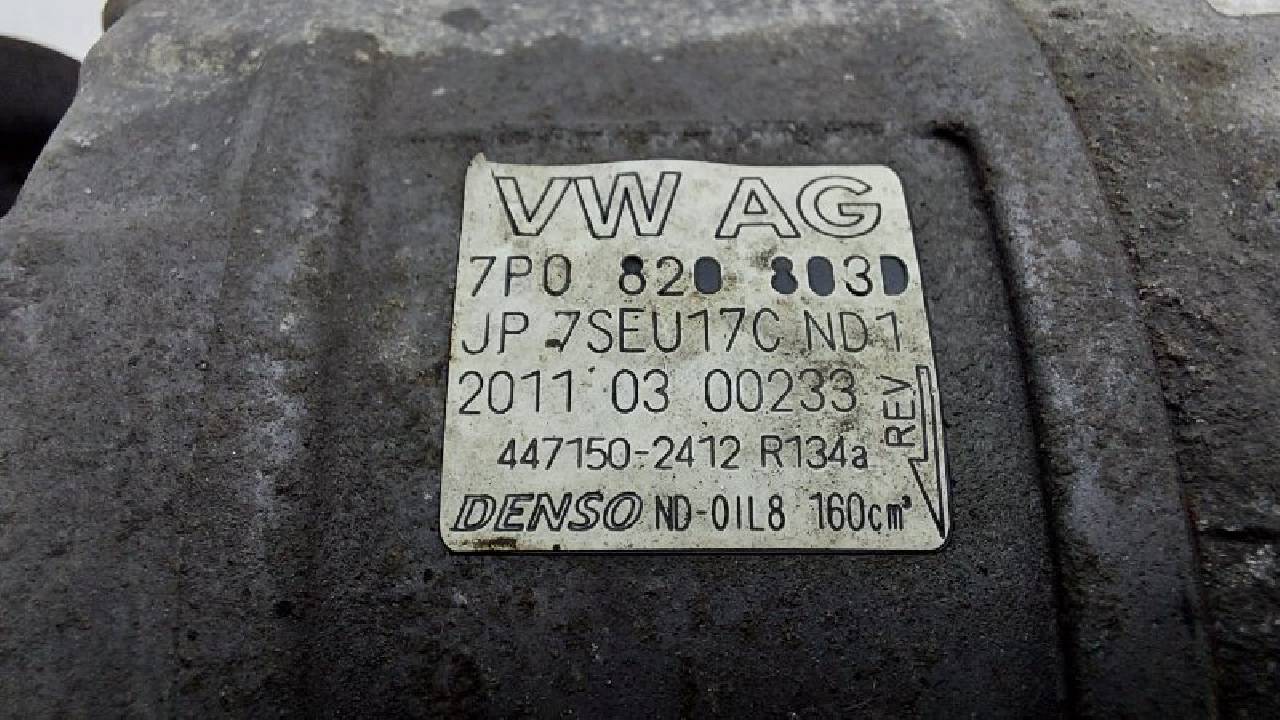 VW AG
7P0 820 803D
JP 7SEU17C ND1
2011 03 00233
REV
447150-2412 R134a
DENSO ND-OIL8 160cm³